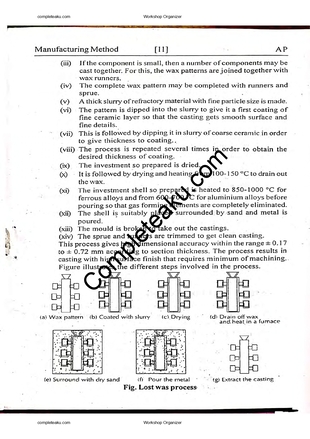 completeaku.com Workshop Organizer
Manufacturing Method [11] AP
(iii) If the component is small, then a number of components may be
cast together. For this, the wax patterns are joined together with
wax runners.
(iv) The complete wax pattern may be completed with runners and
sprue.
(v) A thick slurry of refractory material with fine particle size is made.
(vi) The pattern is dipped into the slurry to give it a first coating of
fine ceramic layer so that the casting gets smooth surface and
fine details.
(vii) This is followed by dipping it in slurry of coarse ceramic in order
to give thickness to coating.
(viii) The process is repeated several times in order to obtain the
desired thickness of coating.
(ix) The investment so prepared is dried.
(x) It is followed by drying and heating 100-150 °C to drain out
the wax.
(xi) The investment shell so prepared is heated to 850-1000 °C for
ferrous alloys and from 600 °C for aluminium alloys before
pouring so that gas forming elements are completely eliminated.
(xii) The shell is suitably surrounded by sand and metal is
poured.
(xiii) The mould is broken to take out the castings.
(xiv) The sprue and are trimmed to get clean casting.
This process gives dimensional accuracy within the range ± 0.17
to ± 0.72 mm according to section thickness. The process results in
casting with high surface finish that requires minimum of machining.
Figure illustrates the different steps involved in the process.
Completeaku.com
(a) Wax pattern (b) Coated with slurry (c) Drying (d) Drain off wax
and heat in a furnace
(e) Surround with dry sand (f) Pour the metal (g) Extract the casting
Fig. Lost was process
completeaku.com Workshop Organizer